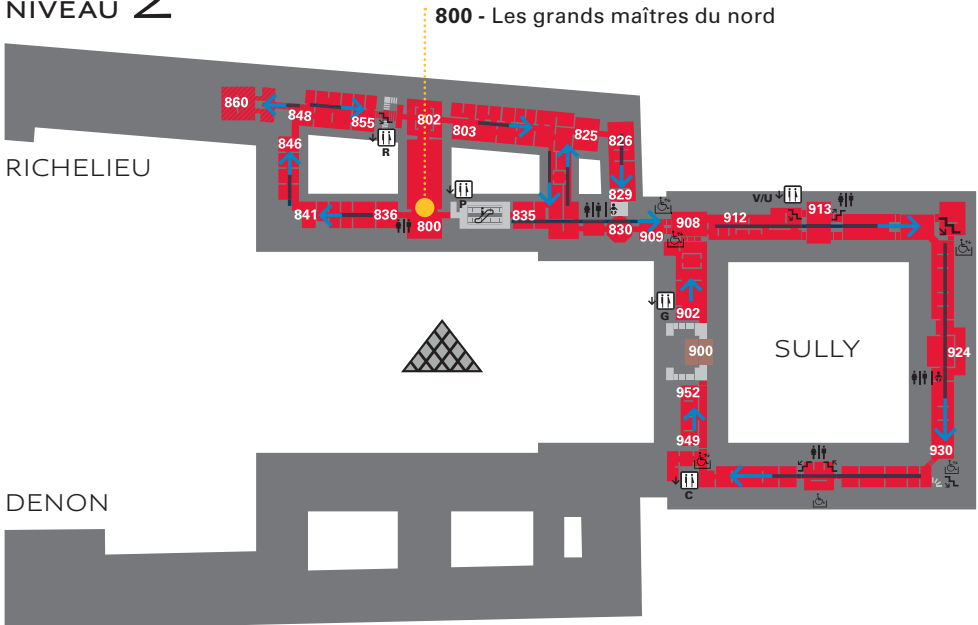 NIVEAU 2
800 - Les grands maîtres du nord
860
848
855
802
803
825
826
846
R
RICHELIEU
829
P
V/U
841
836
800
835
830
909
908
912
913
902
G
900
SULLY
924
952
949
930
C
DENON